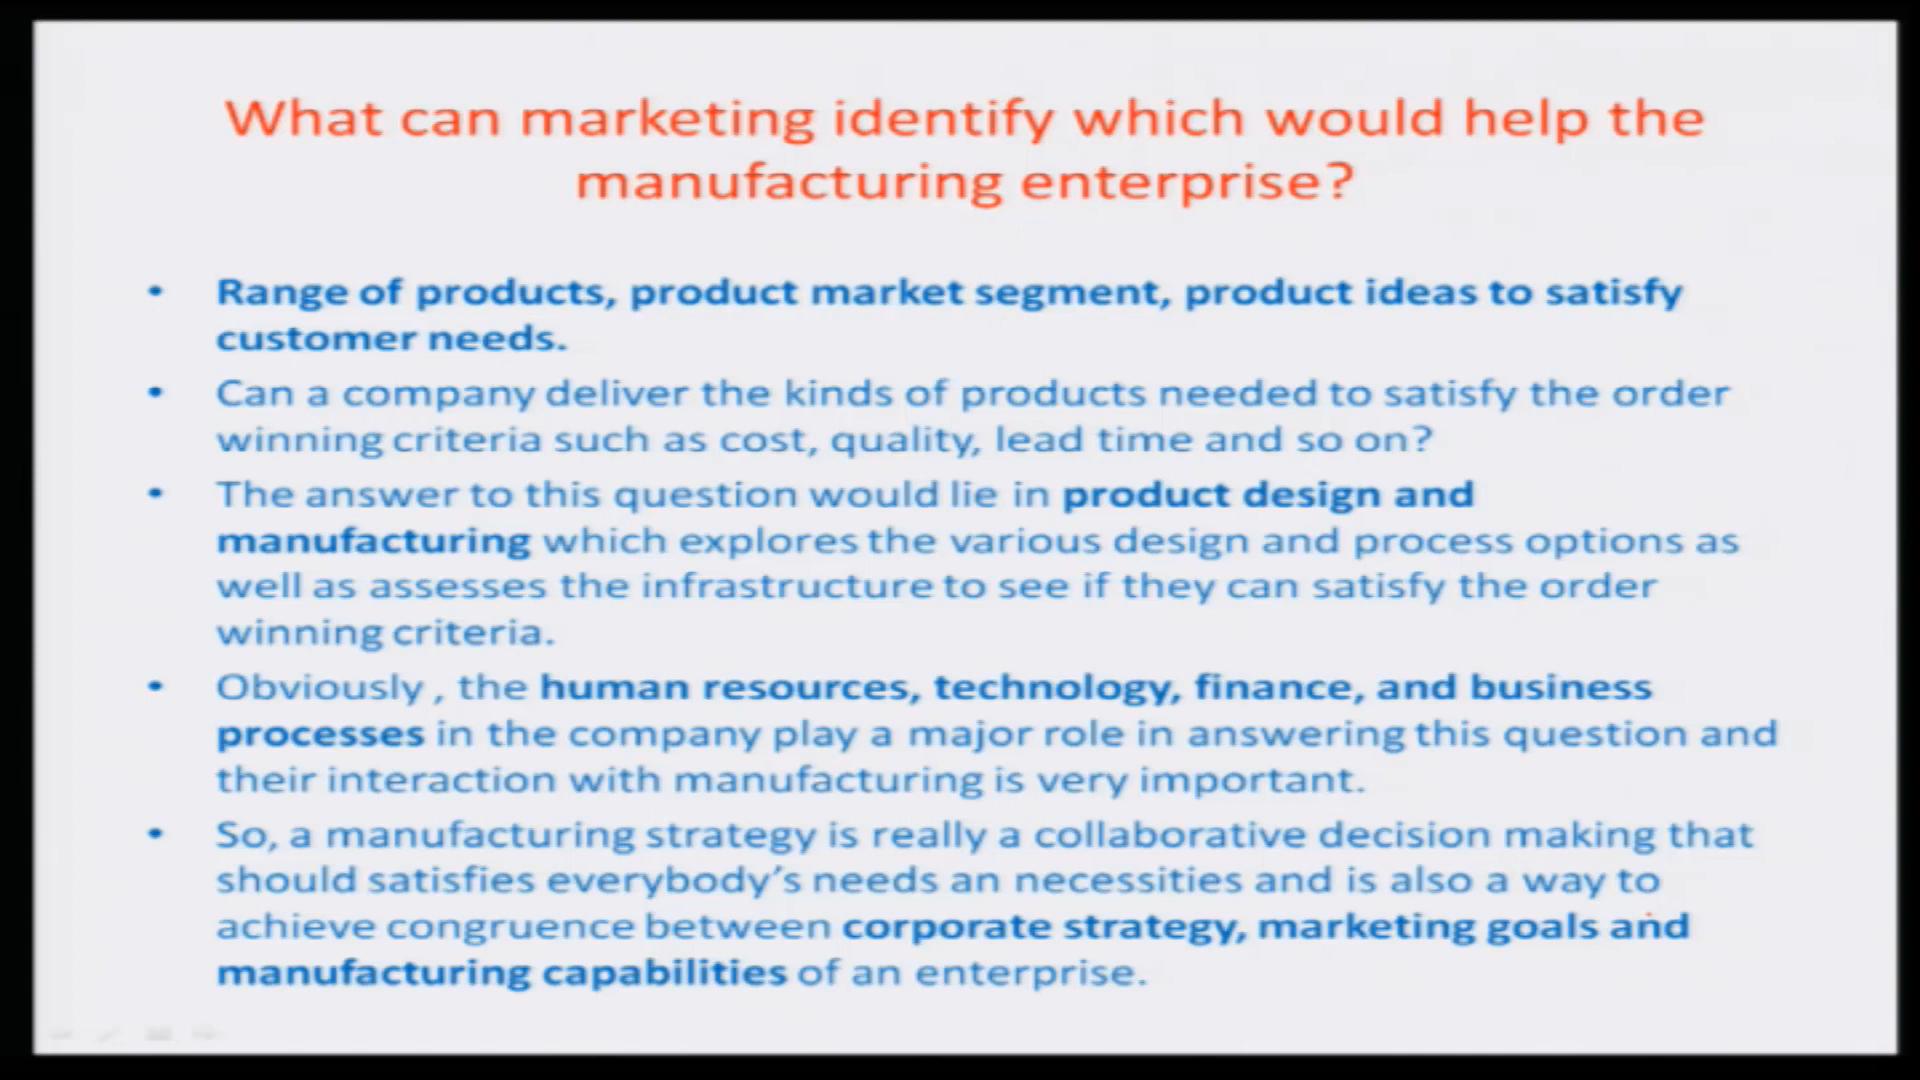 What can marketing identify which would help the
manufacturing enterprise?
• Range of products, product market segment, product ideas to satisfy
customer needs.
• Can a company deliver the kinds of products needed to satisfy the order
winning criteria such as cost, quality, lead time and so on?
• The answer to this question would lie in product design and
manufacturing which explores the various design and process options as
well as assesses the infrastructure to see if they can satisfy the order
winning criteria.
• Obviously , the human resources, technology, finance, and business
processes in the company play a major role in answering this question and
their interaction with manufacturing is very important.
• So, a manufacturing strategy is really a collaborative decision making that
should satisfies everybody’s needs an necessities and is also a way to
achieve congruence between corporate strategy, marketing goals and
manufacturing capabilities of an enterprise.